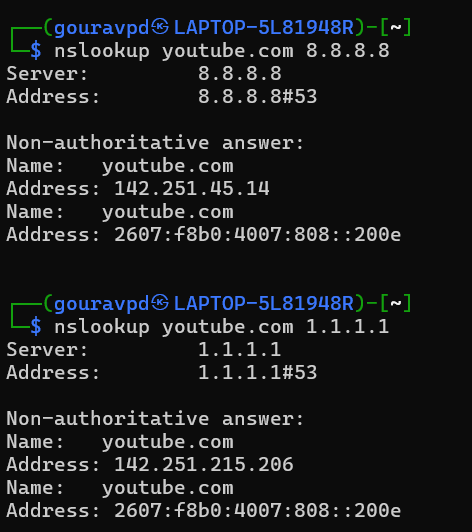 ┌──(gouravpd㉿LAPTOP-5L81948R)-[~]
└─$ nslookup youtube.com 8.8.8.8
Server:         8.8.8.8
Address:        8.8.8.8#53
Non-authoritative answer:
Name:   youtube.com
Address: 142.251.45.14
Name:   youtube.com
Address: 2607:f8b0:4007:808::200e
┌──(gouravpd㉿LAPTOP-5L81948R)-[~]
└─$ nslookup youtube.com 1.1.1.1
Server:         1.1.1.1
Address:        1.1.1.1#53
Non-authoritative answer:
Name:   youtube.com
Address: 142.251.215.206
Name:   youtube.com
Address: 2607:f8b0:4007:808::200e